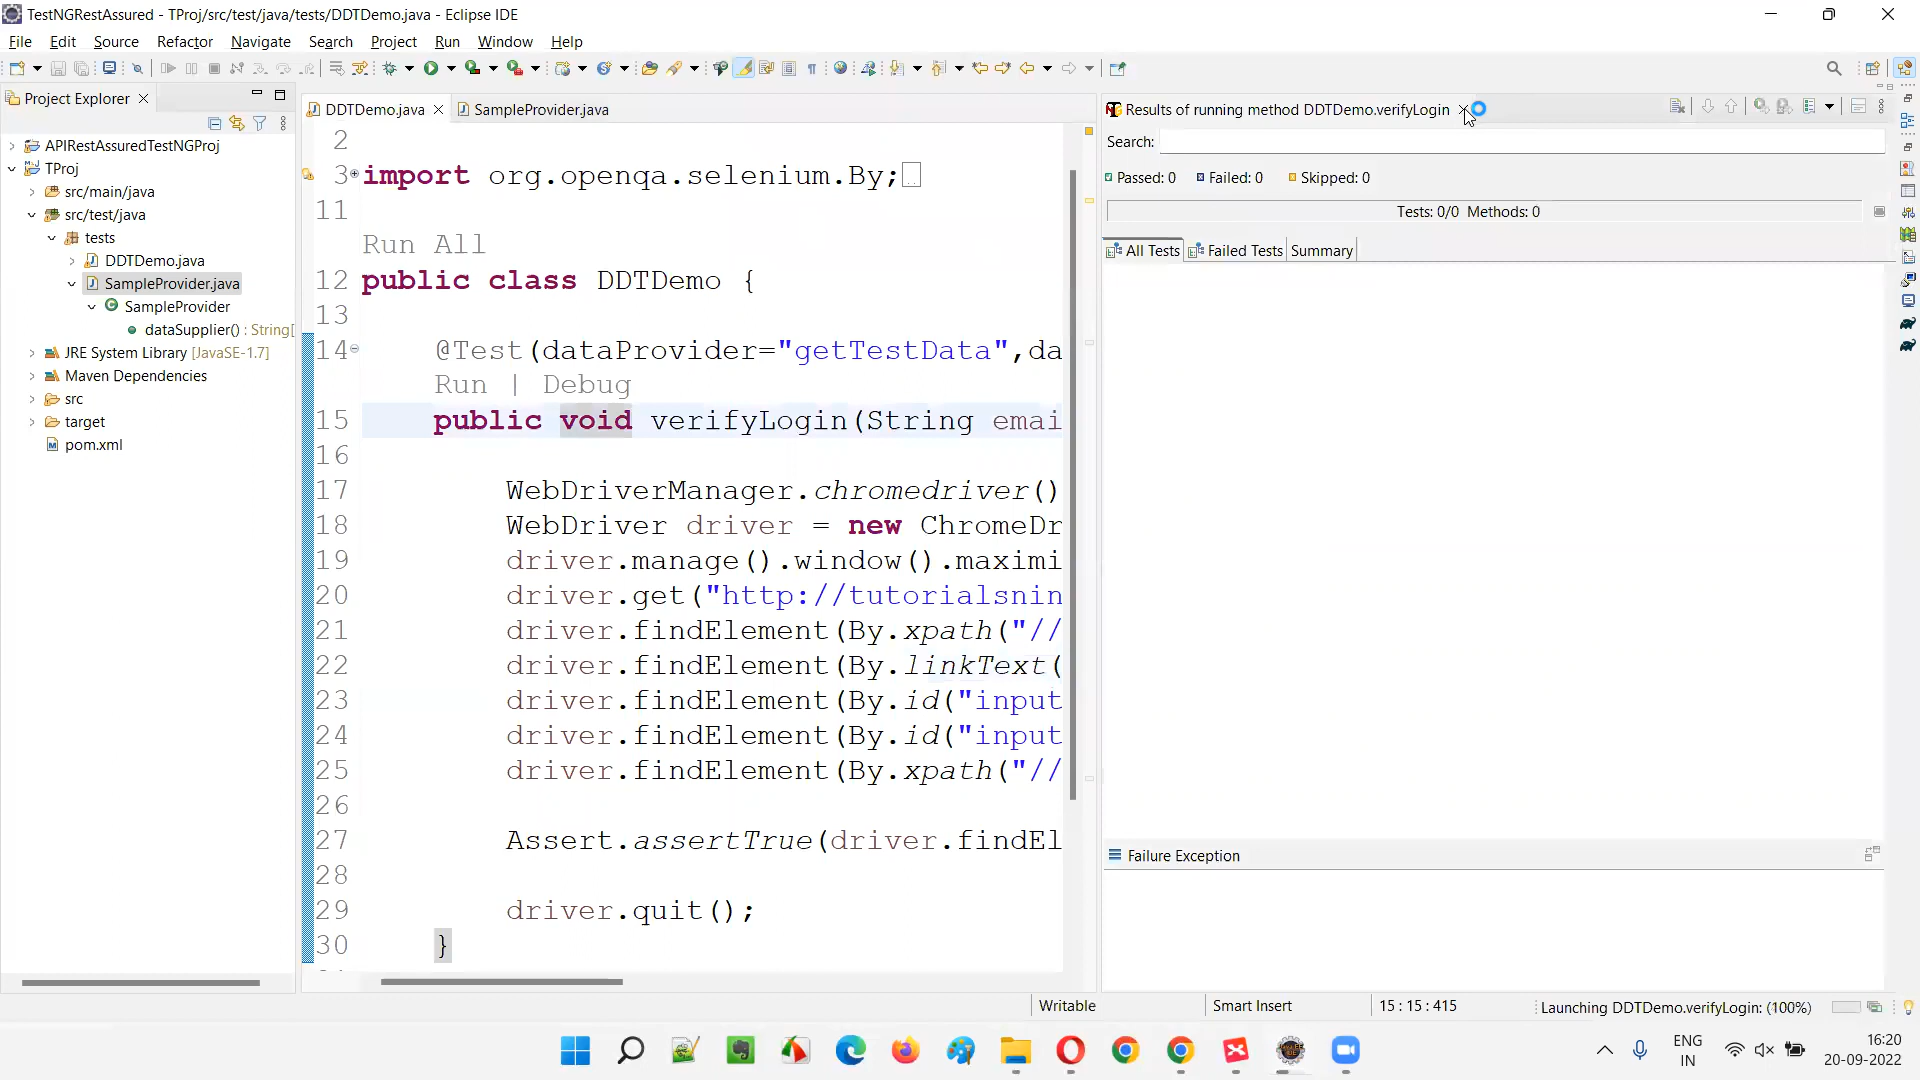 TestNGRestAssured - TProj/src/test/java/tests/DDTDemo.java - Eclipse IDE
File Edit Source Refactor Navigate Search Project Run Window Help
Project Explorer
APIRestAssuredTestNGProj
TProj
src/main/java
src/test/java
tests
DDTDemo.java
SampleProvider.java
SampleProvider
dataSupplier() : String[
JRE System Library [JavaSE-1.7]
Maven Dependencies
src
target
pom.xml
DDTDemo.java SampleProvider.java
2
3 import org.openqa.selenium.By;
11
Run All
12 public class DDTDemo {
13
14 @Test(dataProvider="getTestData",da
Run | Debug
15 public void verifyLogin(String emai
16
17 WebDriverManager.chromedriver()
18 WebDriver driver = new ChromeDr
19 driver.manage().window().maximi
20 driver.get("http://tutorialsnin
21 driver.findElement(By.xpath("//
22 driver.findElement(By.linkText(
23 driver.findElement(By.id("input
24 driver.findElement(By.id("input
25 driver.findElement(By.xpath("//
26
27 Assert.assertTrue(driver.findEl
28
29 driver.quit();
30 }
Results of running method DDTDemo.verifyLogin
Search:
Passed: 0 Failed: 0 Skipped: 0
Tests: 0/0 Methods: 0
All Tests Failed Tests Summary
Failure Exception
Writable Smart Insert 15 : 15 : 415 Launching DDTDemo.verifyLogin: (100%)
ENG
IN
16:20
20-09-2022